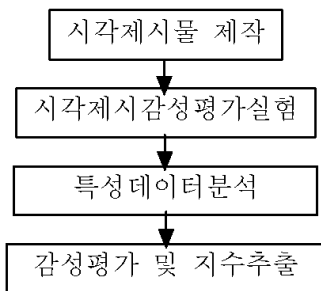 시각제시물 제작
시각제시감성평가실험
특성데이터분석
감성평가 및 지수추출